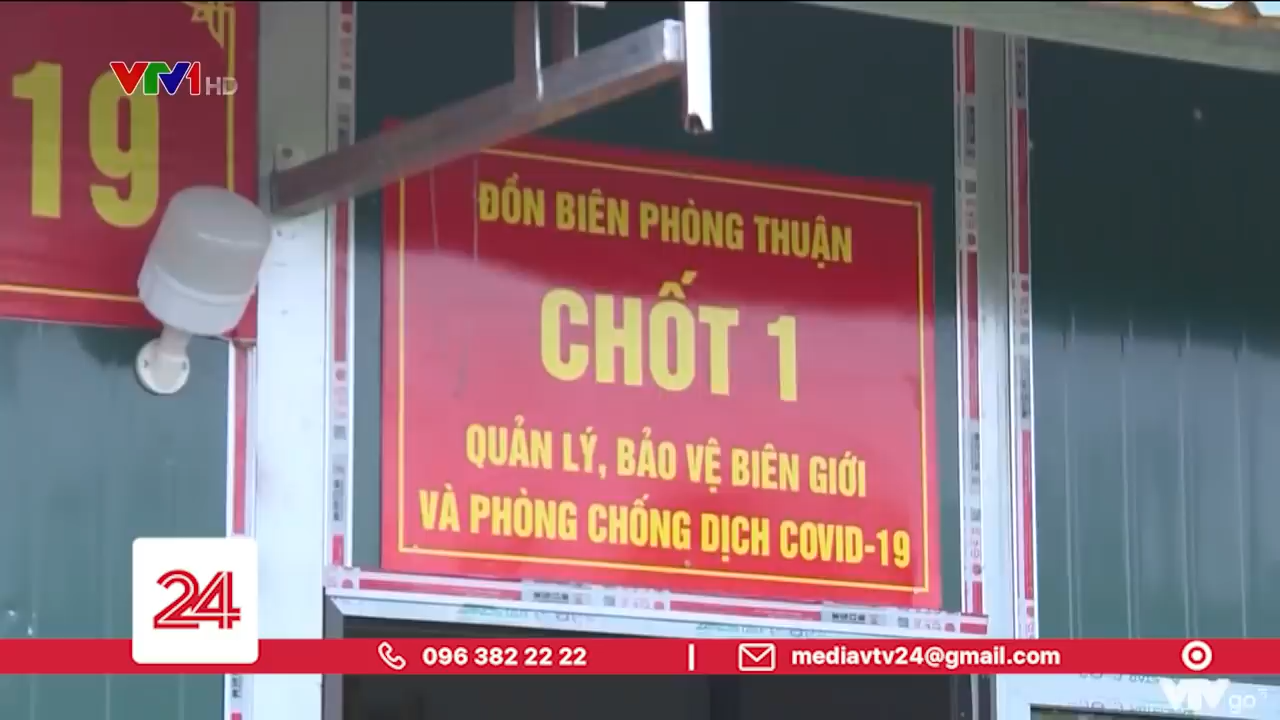 19
VTV1 HD
ĐỒN BIÊN PHÒNG THUẬN
CHỐT 1
QUẢN LÝ, BẢO VỆ BIÊN GIỚI
VÀ PHÒNG CHỐNG DỊCH COVID-19
24
096 382 22 22 | mediavtv24@gmail.com
VTV go